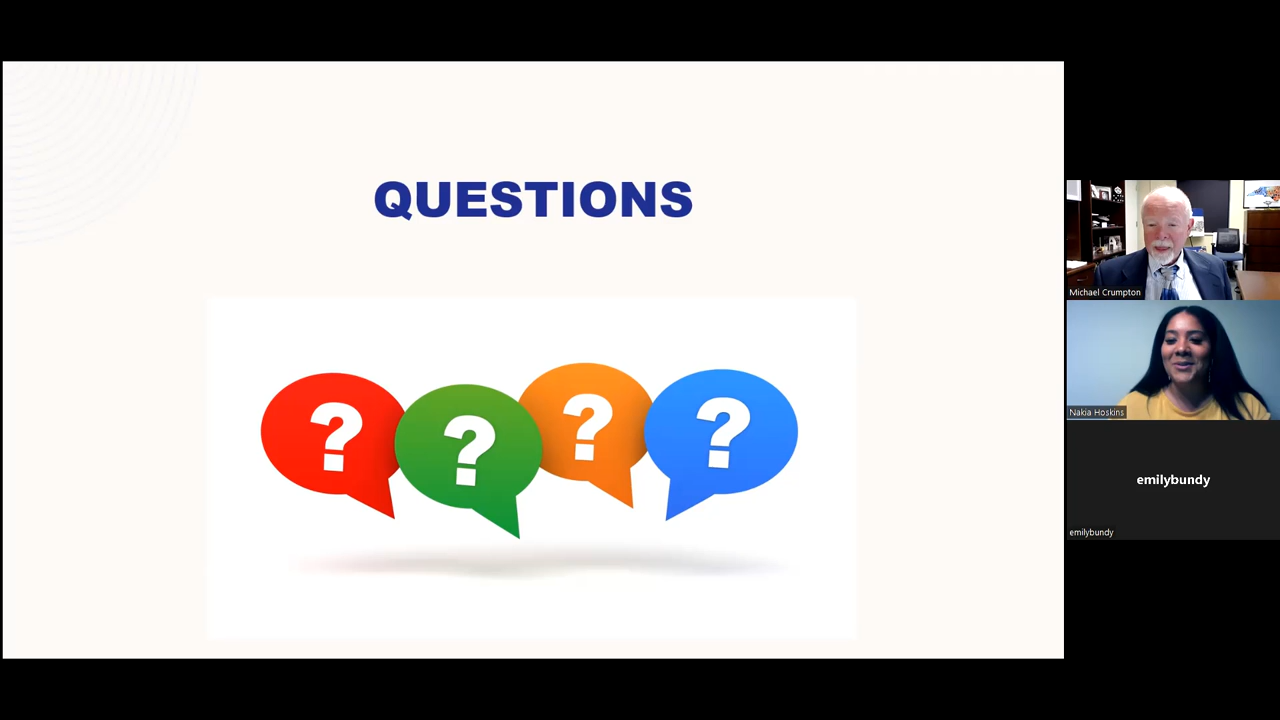 QUESTIONS
? ? ? ?
Michael Crumpton
Nakia Hoskins
emilybundy
emilybundy